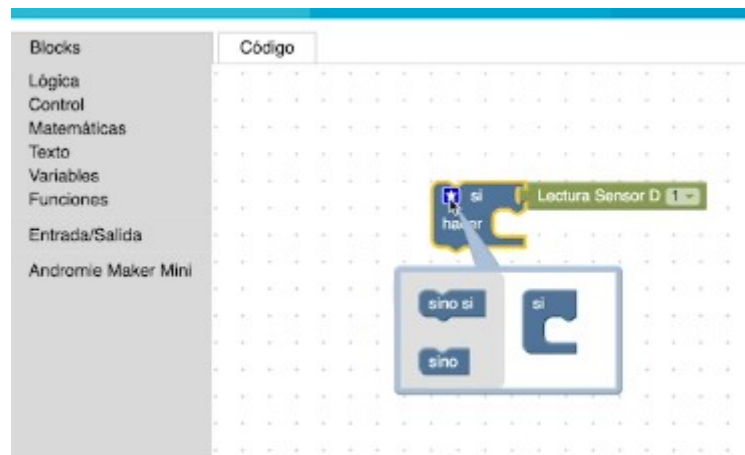 Blocks
Código
Lógica
Control
Matemáticas
Texto
Variables
Funciones
Entrada/Salida
Andromie Maker Mini
si
Lectura Sensor D 1
hacer
sino si
si
sino